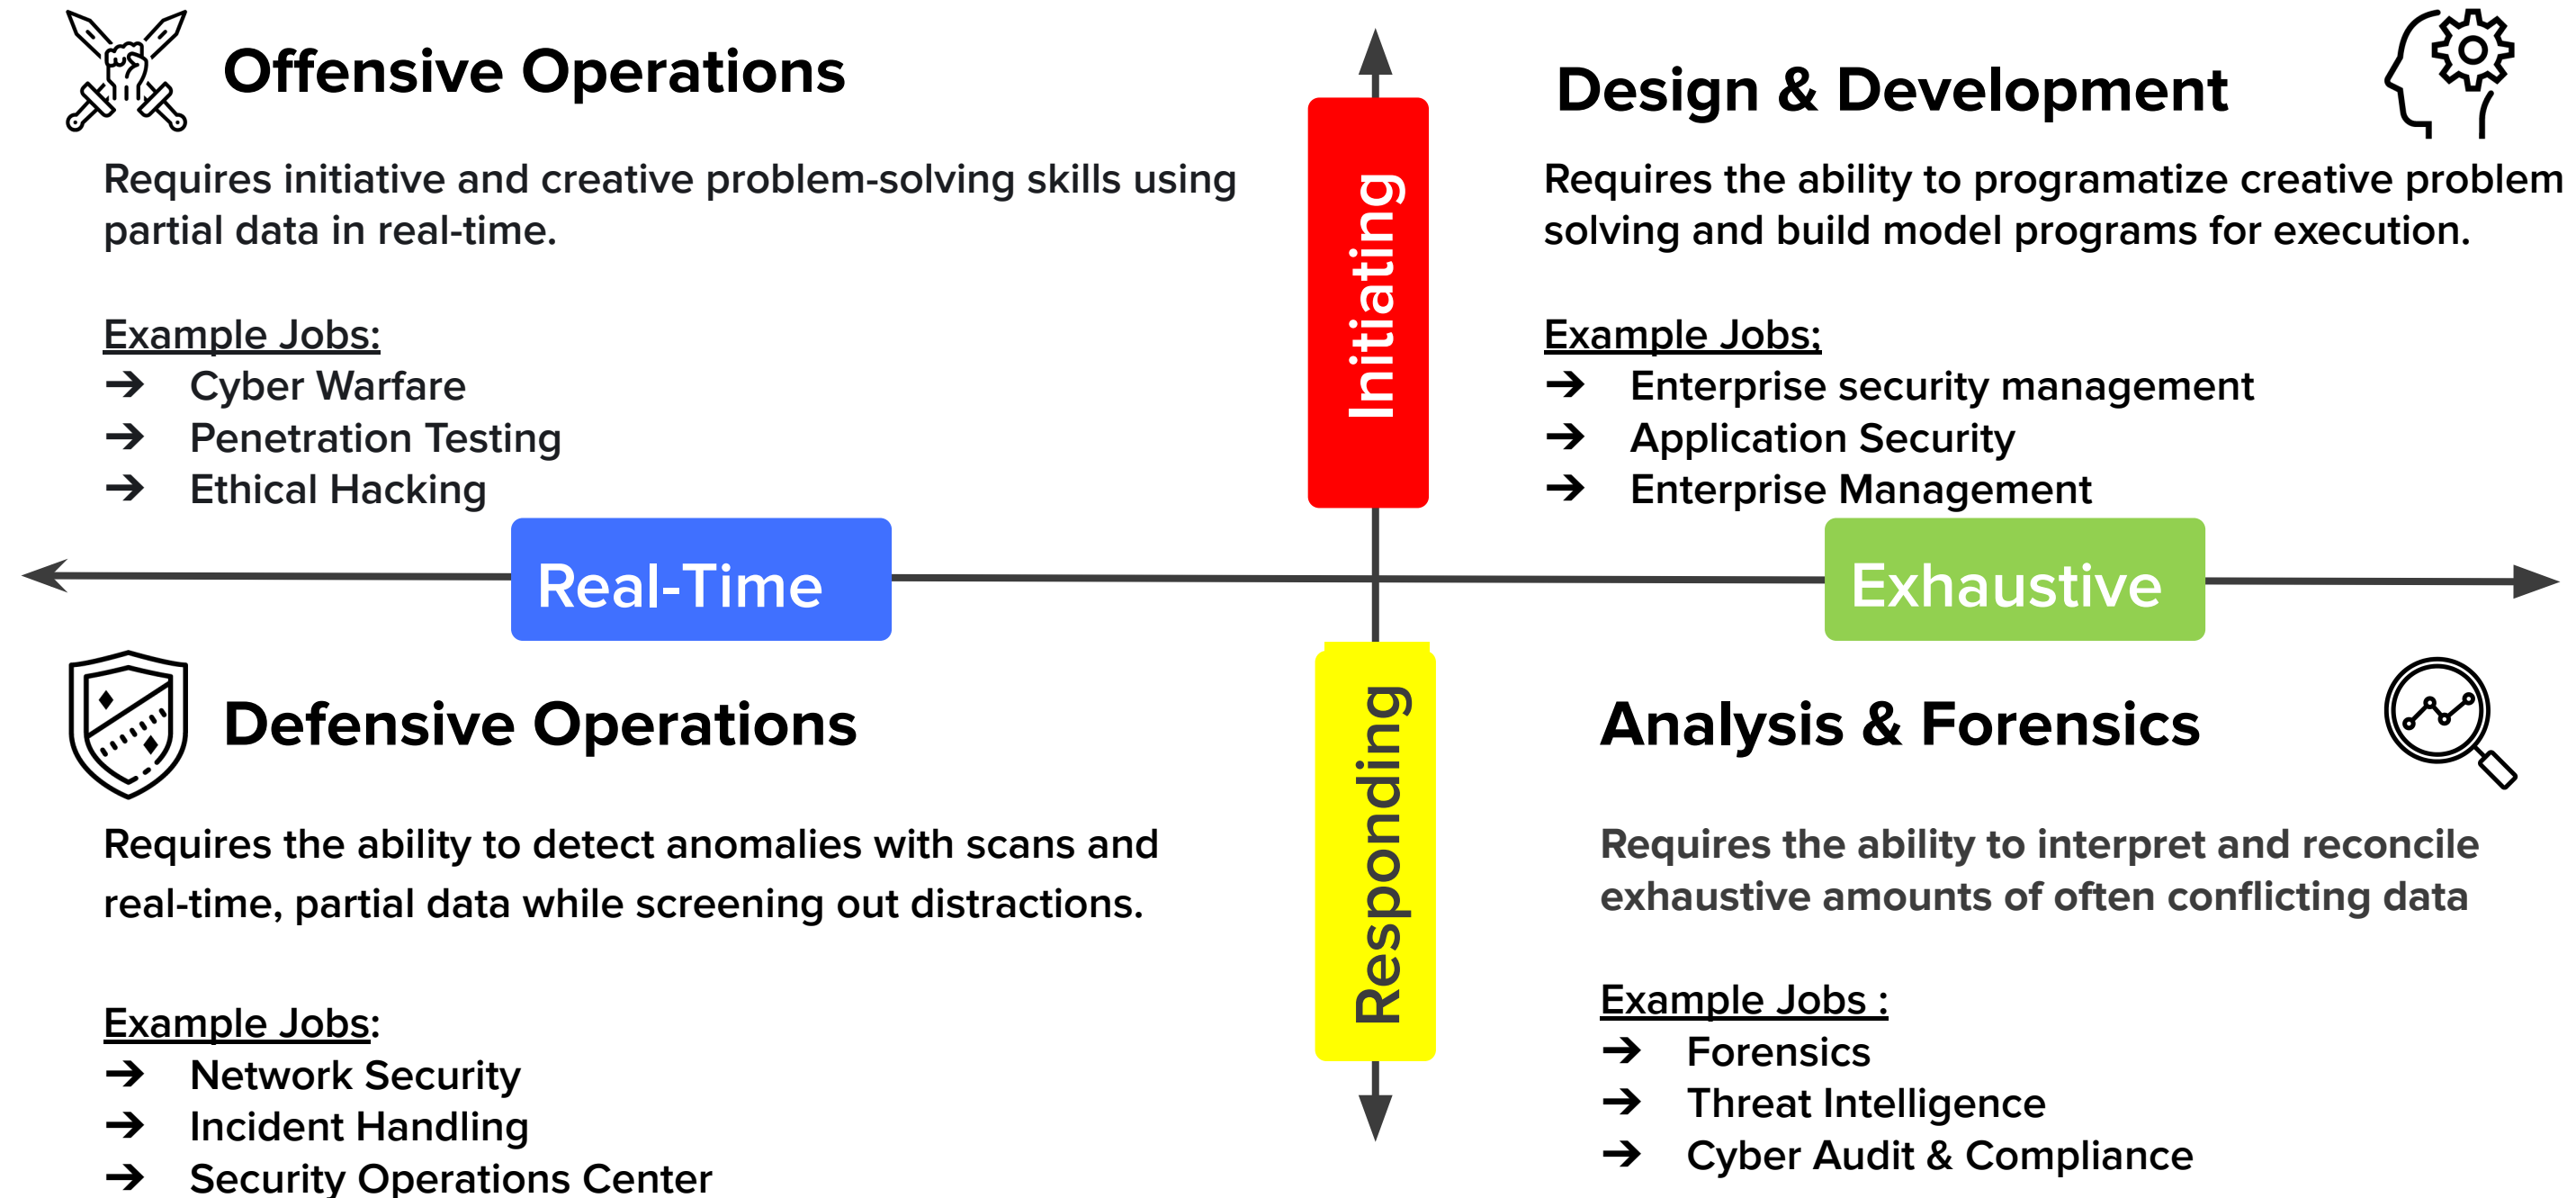 Offensive Operations
Requires initiative and creative problem-solving skills using
partial data in real-time.
Example Jobs:
➔ Cyber Warfare
➔ Penetration Testing
➔ Ethical Hacking
Initiating
Design & Development
Requires the ability to programatize creative problem
solving and build model programs for execution.
Example Jobs;
➔ Enterprise security management
➔ Application Security
➔ Enterprise Management
Real-Time
Exhaustive
Defensive Operations
Requires the ability to detect anomalies with scans and
real-time, partial data while screening out distractions.
Example Jobs:
➔ Network Security
➔ Incident Handling
➔ Security Operations Center
Responding
Analysis & Forensics
Requires the ability to interpret and reconcile
exhaustive amounts of often conflicting data
Example Jobs :
➔ Forensics
➔ Threat Intelligence
➔ Cyber Audit & Compliance